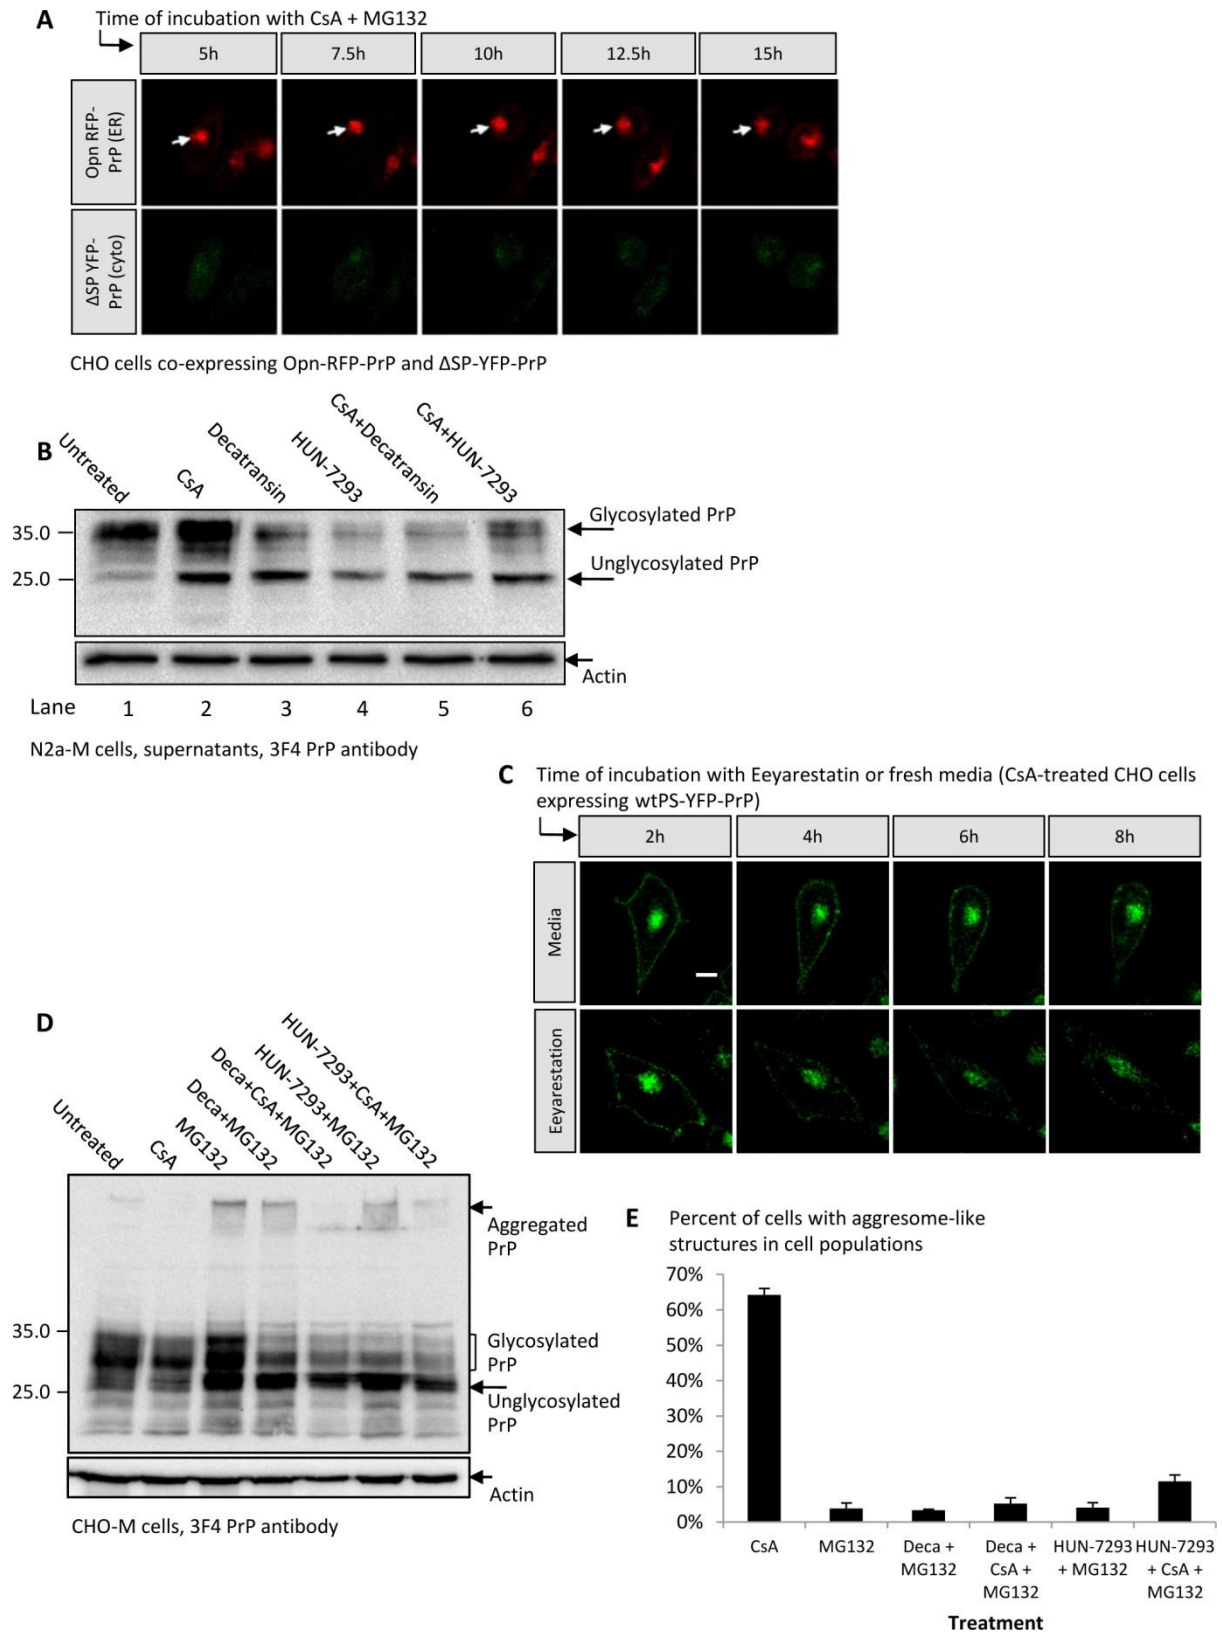 A
Time of incubation with CsA + MG132
5h
7.5h
10h
12.5h
15h
Opn RFP-
PrP (ER)
ΔSP YFP-
PrP (cyto)
CHO cells co-expressing Opn-RFP-PrP and ΔSP-YFP-PrP
B
Untreated
CsA
Decatransin
HUN-7293
CsA+Decatransin
CsA+HUN-7293
35.0
25.0
Glycosylated PrP
Unglycosylated PrP
Actin
Lane 1 2 3 4 5 6
N2a-M cells, supernatants, 3F4 PrP antibody
C
Time of incubation with Eeyarestatin or fresh media (CsA-treated CHO cells
expressing wtPS-YFP-PrP)
2h
4h
6h
8h
Media
Eeyarestation
D
Untreated
CsA
MG132
Deca+MG132
Deca+CsA+MG132
HUN-7293+MG132
HUN-7293+CsA+MG132
35.0
25.0
Aggregated
PrP
Glycosylated
PrP
Unglycosylated
PrP
Actin
CHO-M cells, 3F4 PrP antibody
E
Percent of cells with aggresome-like
structures in cell populations
70%
60%
50%
40%
30%
20%
10%
0%
CsA
MG132
Deca +
MG132
Deca +
CsA +
MG132
HUN-7293
+ MG132
HUN-7293
+ CsA +
MG132
Treatment